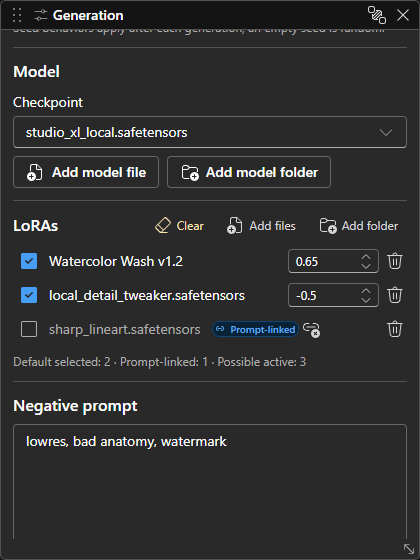 Generation
seed behaviors apply after each generation; an empty seed is random.
Model
Checkpoint
studio_xl_local.safetensors
Add model file
Add model folder
LoRAs
Clear
Add files
Add folder
Watercolor Wash v1.2
0.65
local_detail_tweaker.safetensors
-0.5
sharp_lineart.safetensors
Prompt-linked
Default selected: 2 · Prompt-linked: 1 · Possible active: 3
Negative prompt
lowres, bad anatomy, watermark